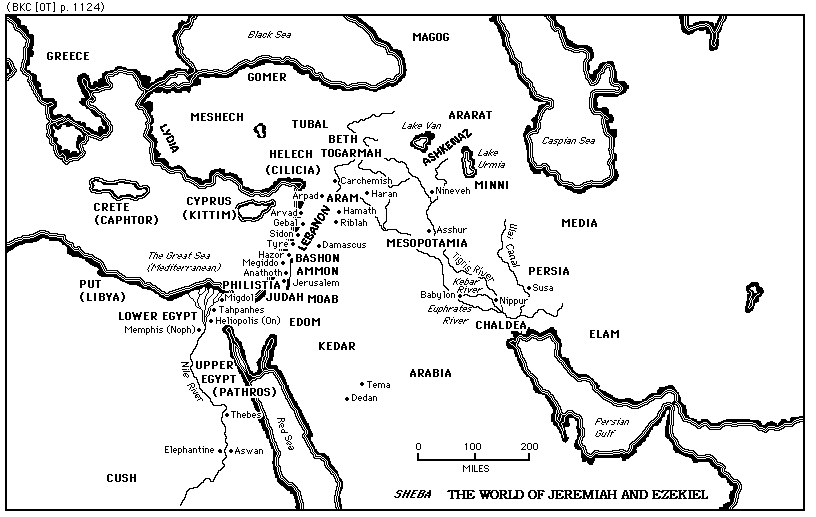 (BKC [OT] p. 1124)
Black Sea
MAGOG
GREECE
GOMER
MESHECH
TUBAL
ARARAT
LYDIA
Lake Van
BETH
TOGARMAH
ASHKENAZ
Caspian Sea
HELECH
(CILICIA)
Lake
Urmia
Carchemish
MINNI
CRETE
(CAPHTOR)
CYPRUS
(KITTIM)
Arpad
ARAM
Haran
Nineveh
Arvad
Hamath
Gebal
Riblah
LEBANON
MEDIA
Sidon
Asshur
Tyre
Damascus
MESOPOTAMIA
Ulai Canal
The Great Sea
(Mediterranean)
Hazor
BASHON
Megiddo
Tigris River
Anathoth
AMMON
PERSIA
PUT
(LIBYA)
PHILISTIA
Jerusalem
Kebar
River
Susa
Migdol
JUDAH
MOAB
Babylon
Nippur
Tahpanhes
LOWER EGYPT
Heliopolis (On)
EDOM
Euphrates
River
CHALDEA
Memphis (Noph)
ELAM
KEDAR
Nile River
UPPER
EGYPT
(PATHROS)
ARABIA
Tema
Dedan
Thebes
Red Sea
Persian
Gulf
Elephantine
Aswan
0 100 200
MILES
CUSH
SHEBA
THE WORLD OF JEREMIAH AND EZEKIEL